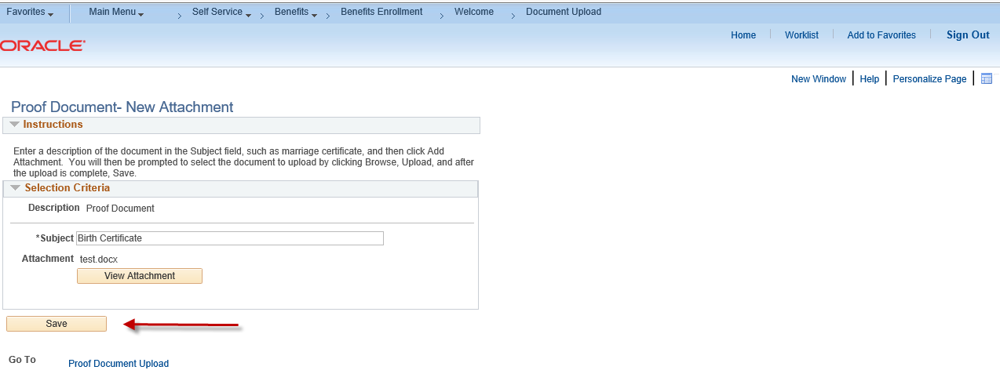 Favorites Main Menu Self Service Benefits Benefits Enrollment Welcome Document Upload
Home Worklist Add to Favorites Sign Out
ORACLE
New Window Help Personalize Page
Proof Document- New Attachment
Instructions
Enter a description of the document in the Subject field, such as marriage certificate, and then click Add
Attachment. You will then be prompted to select the document to upload by clicking Browse, Upload, and after
the upload is complete, Save.
Selection Criteria
Description Proof Document
*Subject Birth Certificate
Attachment test.docx
View Attachment
Save
Go To Proof Document Upload